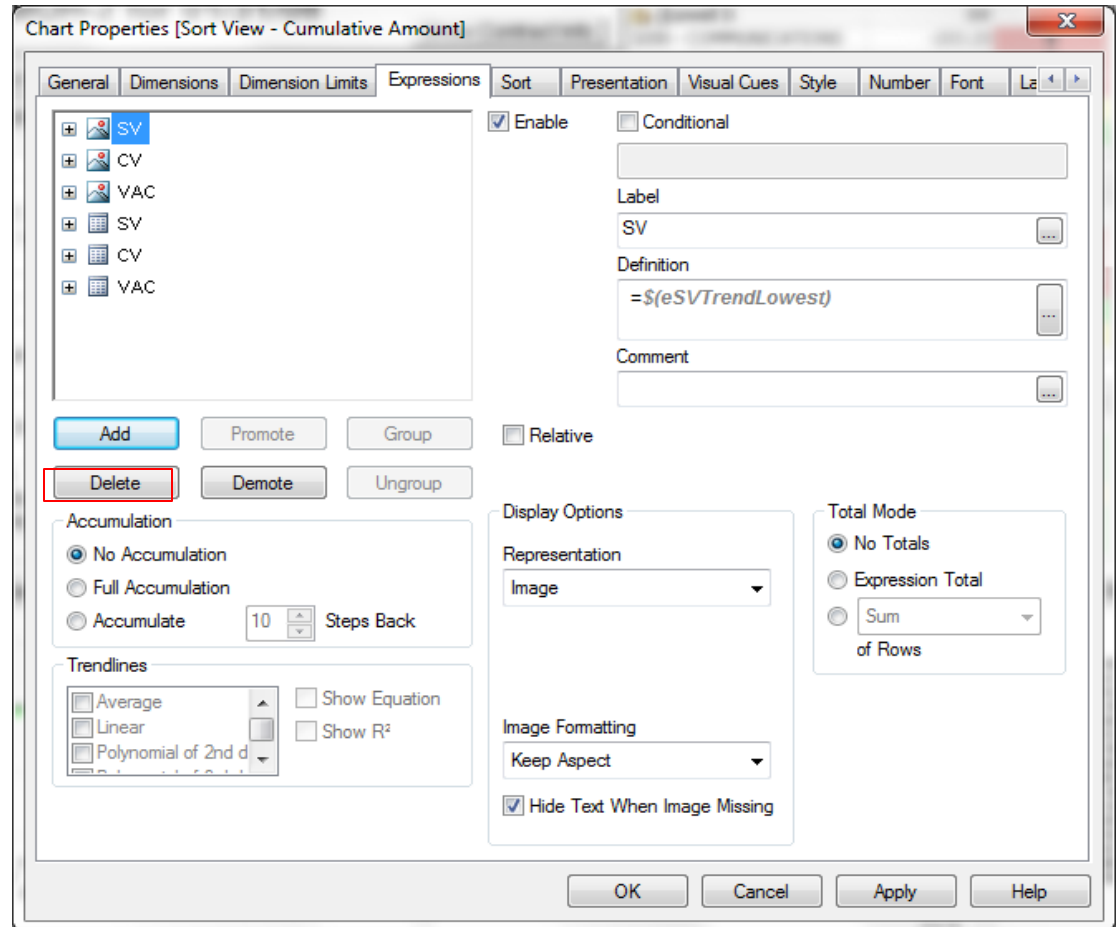 Chart Properties [Sort View - Cumulative Amount]
General Dimensions Dimension Limits Expressions Sort Presentation Visual Cues Style Number Font La
SV
CV
VAC
SV
CV
VAC
Enable
Conditional
Label
SV
...
Definition
=$(eSVTrendLowest)
...
Comment
...
Add Promote Group
Relative
Delete Demote Ungroup
Accumulation
No Accumulation
Full Accumulation
Accumulate 10 Steps Back
Trendlines
Average
Linear
Polynomial of 2nd d
Show Equation
Show R²
Display Options
Representation
Image
Image Formatting
Keep Aspect
Hide Text When Image Missing
Total Mode
No Totals
Expression Total
Sum
of Rows
OK Cancel Apply Help